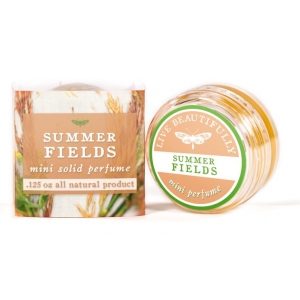 SUMMER
FIELDS
mini solid perfume
.125 oz all natural product
LIVE BEAUTIFULLY
SUMMER
FIELDS
mini perfume